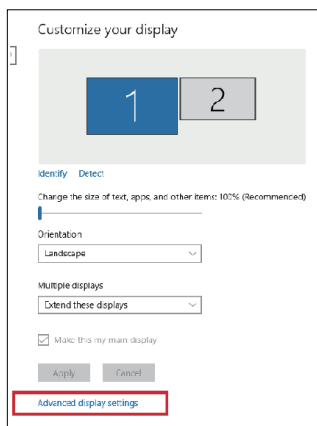 Customize your display
1
2
Identify Detect
Change the size of text, apps, and other items: 100% (Recommended)
Orientation
Landscape
Multiple displays
Extend these displays
Make this my main display
Apply Cancel
Advanced display settings